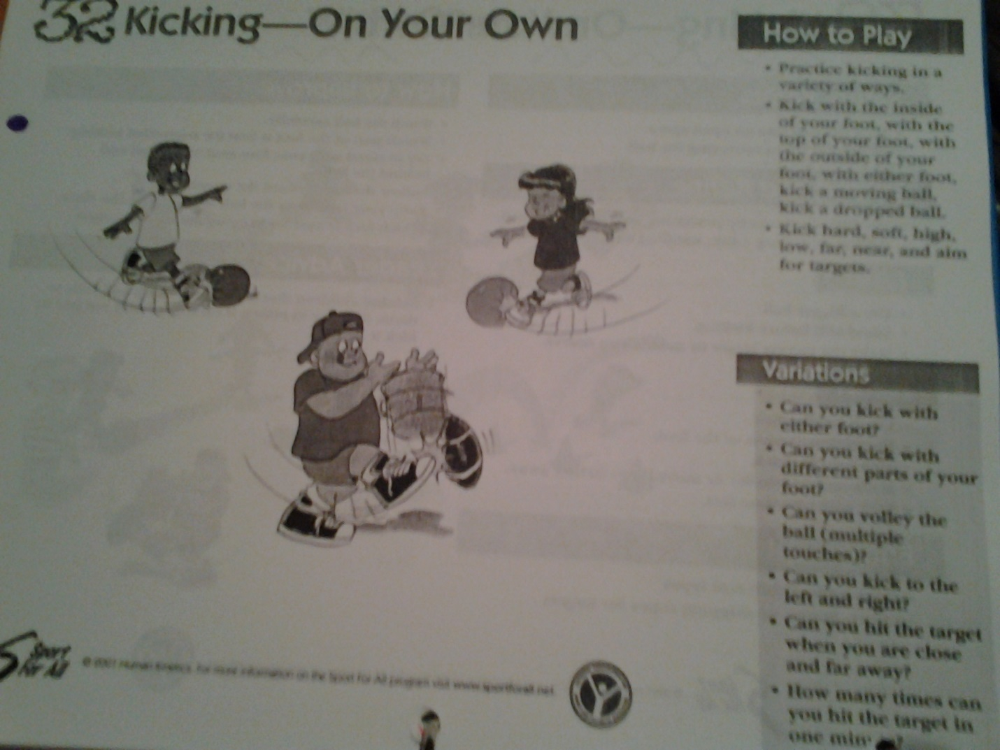 32 Kicking—On Your Own
How to Play
• Practice kicking in a
variety of ways.
• Kick with the inside
of your foot, with the
top of your foot, with
the outside of your
foot, with either foot,
kick a moving ball,
kick a dropped ball.
• Kick hard, soft, high,
low, far, near, and aim
for targets.
Variations
• Can you kick with
either foot?
• Can you kick with
different parts of your
foot?
• Can you volley the
ball (multiple
touches)?
• Can you kick to the
left and right?
• Can you hit the target
when you are close
and far away?
• How many times can
you hit the target in
one
Sport
For All
© 2001 Human Kinetics. For more information on the Sport For All program visit www.sportforall.net.